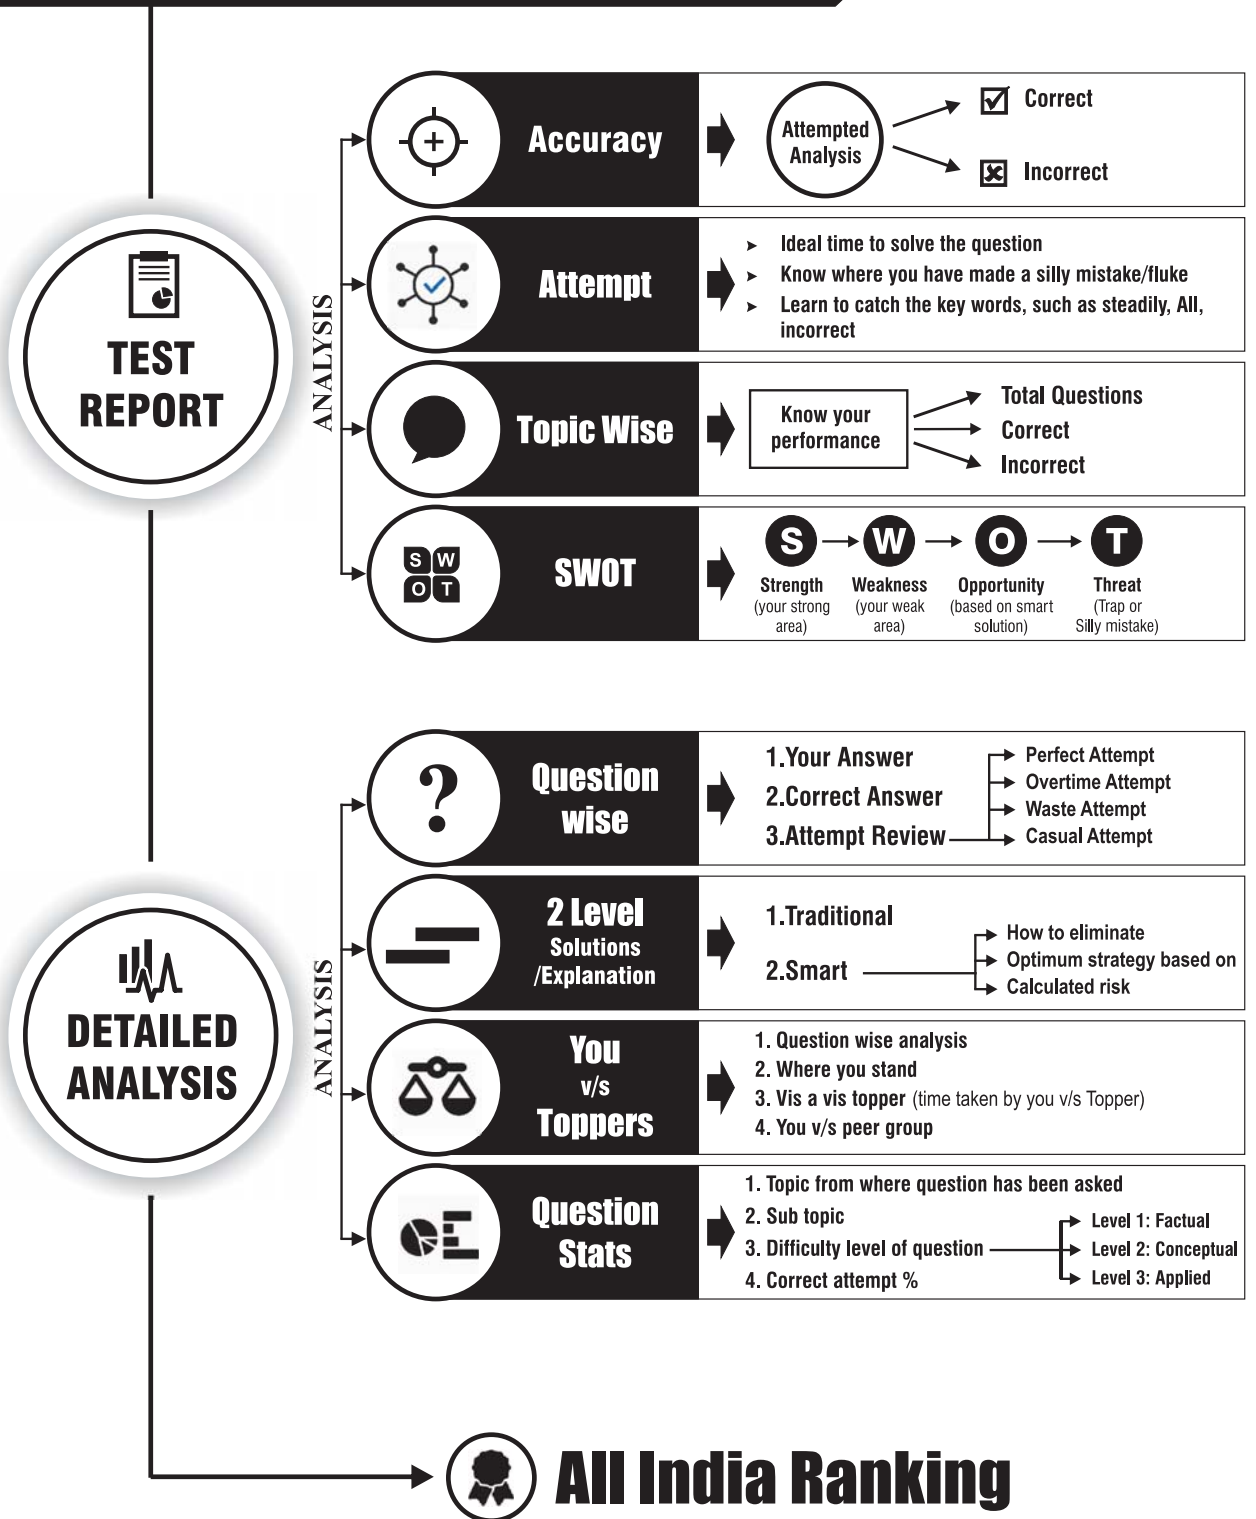 TEST
REPORT
ANALYSIS
Accuracy
Attempted
Analysis
Correct
Incorrect
Attempt
➤ Ideal time to solve the question
➤ Know where you have made a silly mistake/fluke
➤ Learn to catch the key words, such as steadily, All,
incorrect
Topic Wise
Know your
performance
Total Questions
Correct
Incorrect
S W
O T
SWOT
S W O T
Strength Weakness Opportunity Threat
(your strong (your weak (based on smart (Trap or
area) area) solution) Silly mistake)
DETAILED
ANALYSIS
ANALYSIS
?
Question
wise
1.Your Answer
2.Correct Answer
3.Attempt Review
Perfect Attempt
Overtime Attempt
Waste Attempt
Casual Attempt
2 Level
Solutions
/Explanation
1.Traditional
2.Smart
How to eliminate
Optimum strategy based on
Calculated risk
You
v/s
Toppers
1. Question wise analysis
2. Where you stand
3. Vis a vis topper (time taken by you v/s Topper)
4. You v/s peer group
Question
Stats
1. Topic from where question has been asked
2. Sub topic
3. Difficulty level of question
4. Correct attempt %
Level 1: Factual
Level 2: Conceptual
Level 3: Applied
All India Ranking